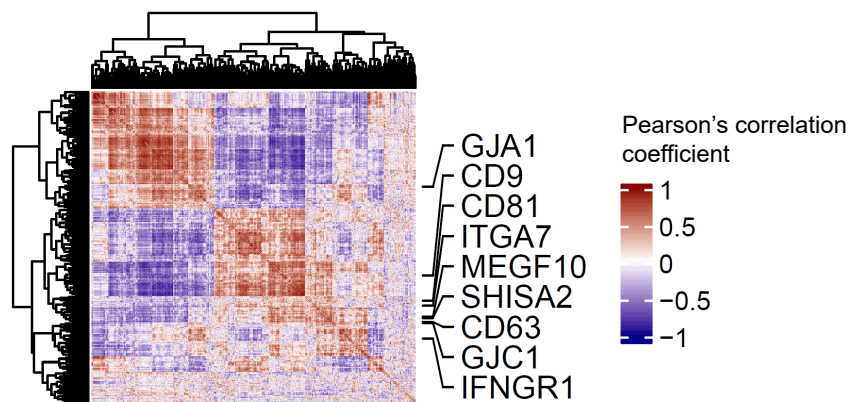 GJA1
CD9
CD81
ITGA7
MEGF10
SHISA2
CD63
GJC1
IFNGR1
Pearson's correlation
coefficient
1
0.5
0
−0.5
−1